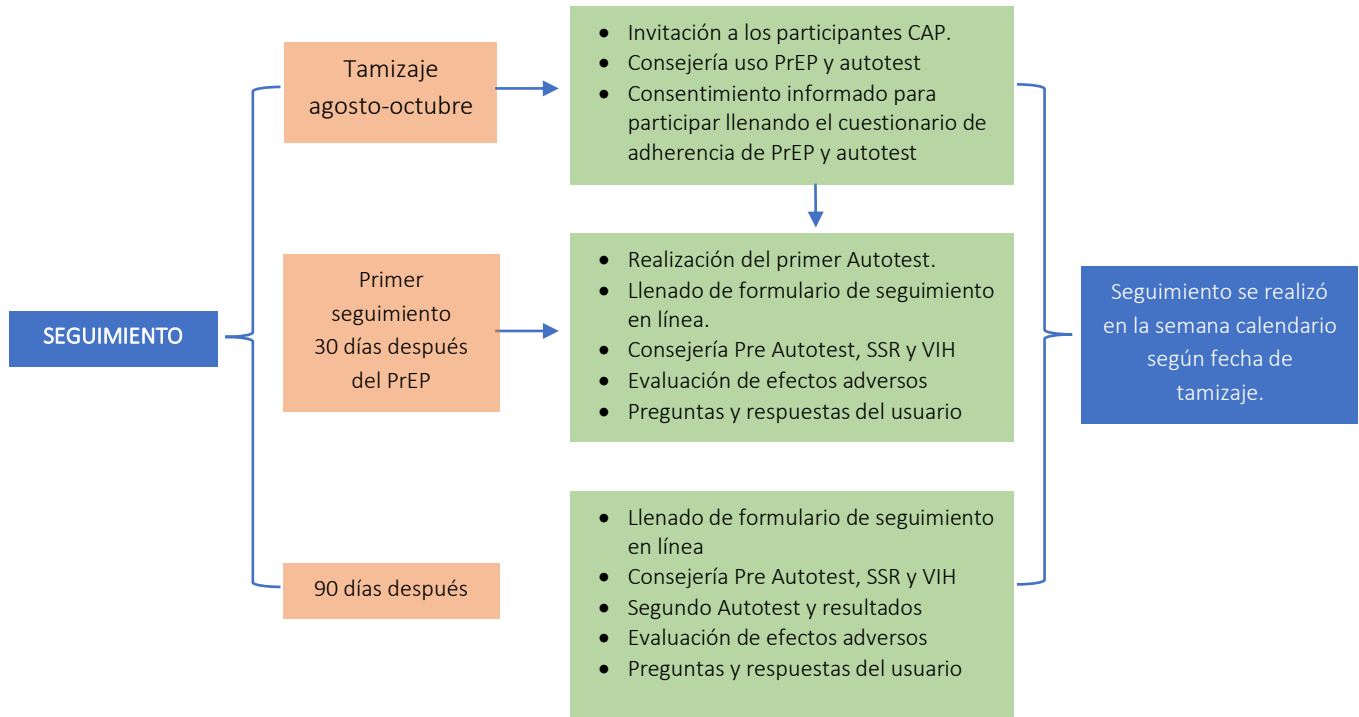 SEGUIMIENTO
Tamizaje
agosto-octubre
• Invitación a los participantes CAP.
• Consejería uso PrEP y autotest
• Consentimiento informado para
participar llenando el cuestionario de
adherencia de PrEP y autotest
Primer
seguimiento
30 días después
del PrEP
• Realización del primer Autotest.
• Llenado de formulario de seguimiento
en línea.
• Consejería Pre Autotest, SSR y VIH
• Evaluación de efectos adversos
• Preguntas y respuestas del usuario
90 días después
• Llenado de formulario de seguimiento
en línea
• Consejería Pre Autotest, SSR y VIH
• Segundo Autotest y resultados
• Evaluación de efectos adversos
• Preguntas y respuestas del usuario
Seguimiento se realizó
en la semana calendario
según fecha de
tamizaje.